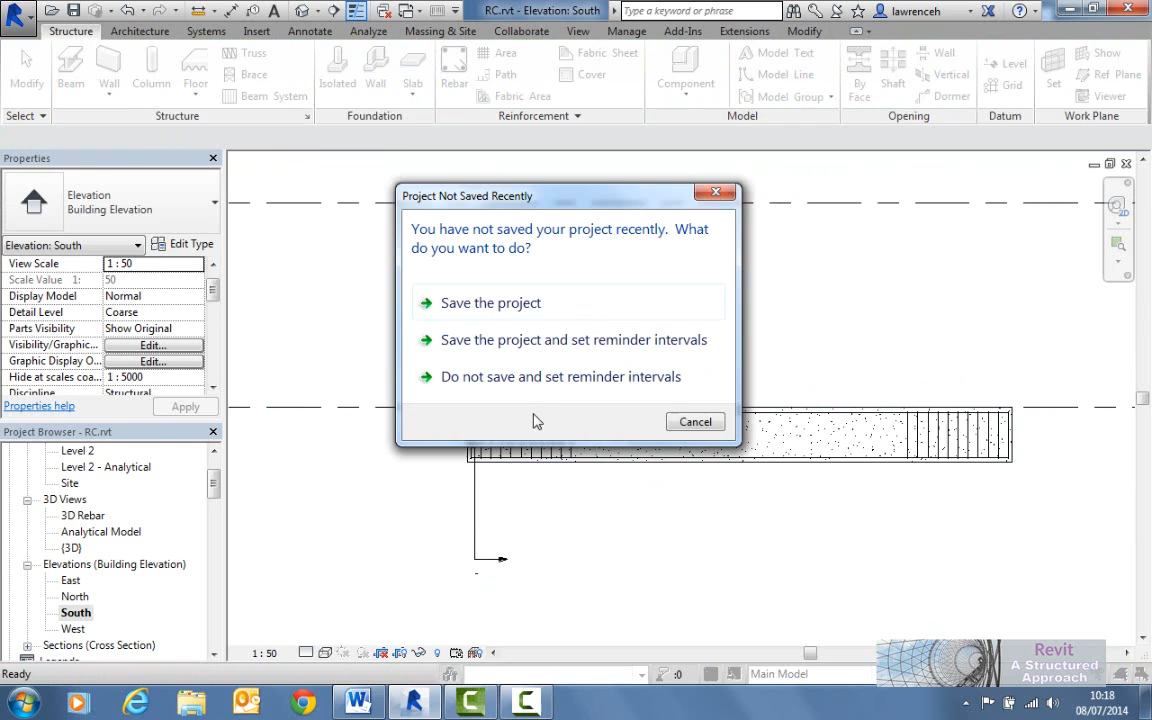 RC.rvt - Elevation: South
Type a keyword or phrase
lawrenceh
Structure
Architecture
Systems
Insert
Annotate
Analyze
Massing & Site
Collaborate
View
Manage
Add-Ins
Extensions
Modify
Modify
Beam
Wall
Column
Floor
Truss
Brace
Beam System
Isolated
Wall
Slab
Rebar
Area
Path
Fabric Area
Fabric Sheet
Cover
Component
Model Text
Model Line
Model Group
By
Face
Shaft
Wall
Vertical
Dormer
Level
Grid
Set
Show
Ref Plane
Viewer
Select
Structure
Foundation
Reinforcement
Model
Opening
Datum
Work Plane
Properties
Elevation
Building Elevation
Elevation: South
Edit Type
View Scale
1 : 50
Scale Value 1:
50
Display Model
Normal
Detail Level
Coarse
Parts Visibility
Show Original
Visibility/Graphic...
Edit...
Graphic Display O...
Edit...
Hide at scales coa...
1 : 5000
Discipline
Structural
Properties help
Apply
Project Browser - RC.rvt
Level 2
Level 2 - Analytical
Site
3D Views
3D Rebar
Analytical Model
{3D}
Elevations (Building Elevation)
East
North
South
West
Sections (Cross Section)
Project Not Saved Recently
You have not saved your project recently. What
do you want to do?
Save the project
Save the project and set reminder intervals
Do not save and set reminder intervals
Cancel
2D
1 : 50
Revit
A Structured
Approach
Ready
:0
Main Model
10:18
08/07/2014